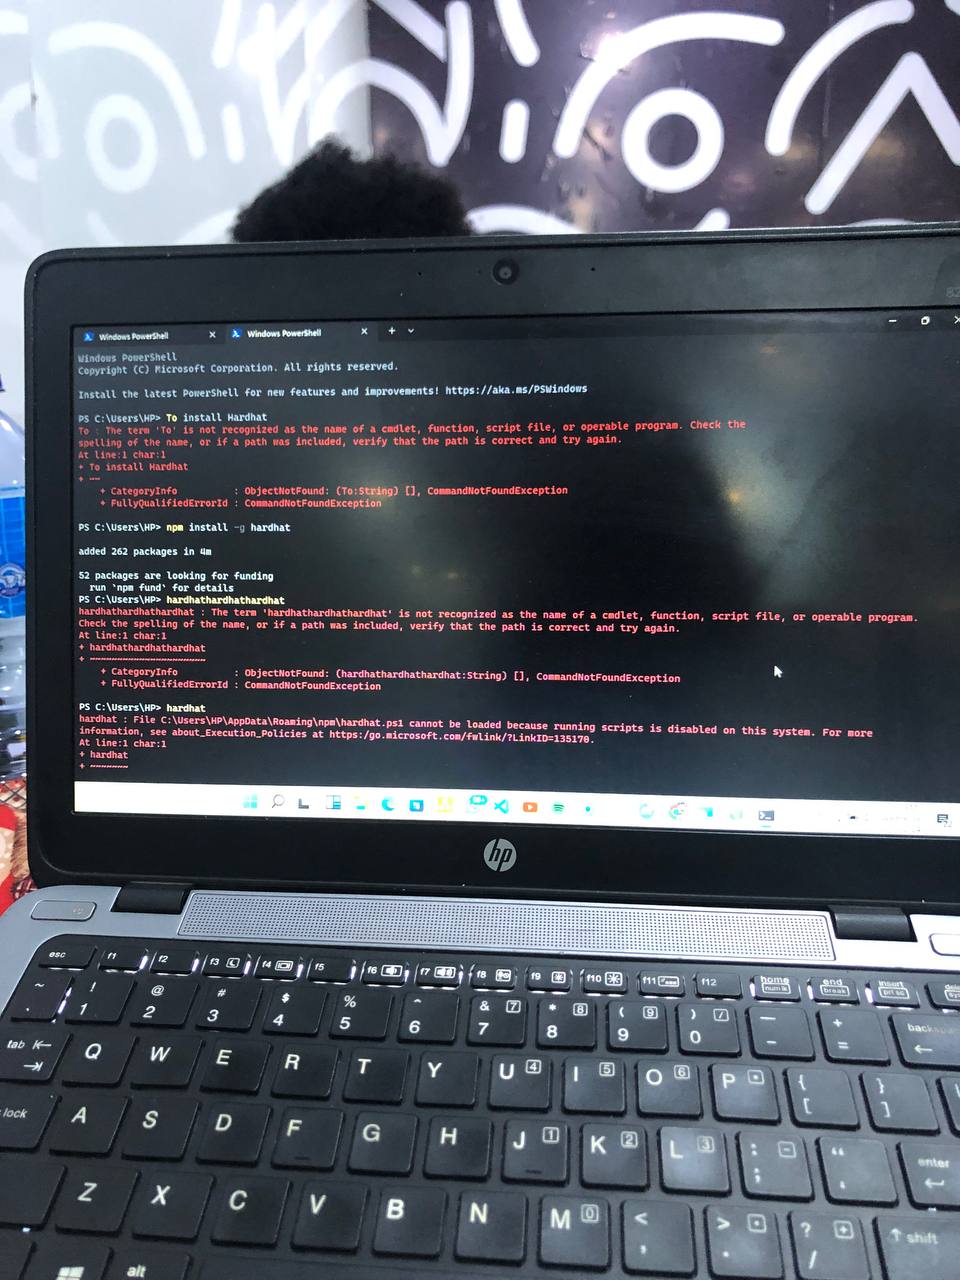 82
Windows PowerShell
Windows PowerShell
Windows PowerShell
Copyright (C) Microsoft Corporation. All rights reserved.
Install the latest PowerShell for new features and improvements! https://aka.ms/PSWindows
PS C:\Users\HP> To install Hardhat
To : The term 'To' is not recognized as the name of a cmdlet, function, script file, or operable program. Check the
spelling of the name, or if a path was included, verify that the path is correct and try again.
At line:1 char:1
+ To install Hardhat
+ ~~
+ CategoryInfo : ObjectNotFound: (To:String) [], CommandNotFoundException
+ FullyQualifiedErrorId : CommandNotFoundException
PS C:\Users\HP> npm install -g hardhat
added 262 packages in 4m
52 packages are looking for funding
run `npm fund` for details
PS C:\Users\HP> hardhathardhathardhat
hardhathardhathardhat : The term 'hardhathardhathardhat' is not recognized as the name of a cmdlet, function, script file, or operable program.
Check the spelling of the name, or if a path was included, verify that the path is correct and try again.
At line:1 char:1
+ hardhathardhathardhat
+ ~~~~~~~~~~~~~~~~~~~~~
+ CategoryInfo : ObjectNotFound: (hardhathardhathardhat:String) [], CommandNotFoundException
+ FullyQualifiedErrorId : CommandNotFoundException
PS C:\Users\HP> hardhat
hardhat : File C:\Users\HP\AppData\Roaming\npm\hardhat.ps1 cannot be loaded because running scripts is disabled on this system. For more
information, see about_Execution_Policies at https:/go.microsoft.com/fwlink/?LinkID=135170.
At line:1 char:1
+ hardhat
+ ~~~~~~~
hp
esc f1 f2 f3 f4 f5 f6 f7 f8 f9 f10 f11 f12 home num lk end break insert prt sc
~ ! 1 @ 2 # 3 $ 4 % 5 ^ 6 & 7 7 * 8 8 ( 9 9 ) 0 / _ - + = backspa
tab Q W E R T Y U 4 I 5 O 6 P * { [ } ]
lock A S D F G H J 1 K 2 L 3 : ; - " ' enter
Z X C V B N M 0 < , > . . ? / + shift
alt